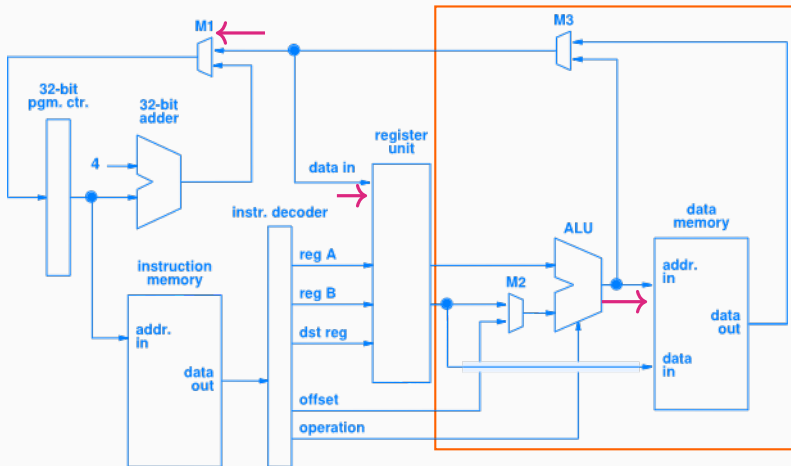 M1
M3
32-bit
pgm. ctr.
32-bit
adder
4
register
unit
data in
instr. decoder
data
memory
ALU
instruction
memory
reg A
addr.
in
M2
reg B
addr.
in
dst reg
data
out
data
out
data
in
offset
operation